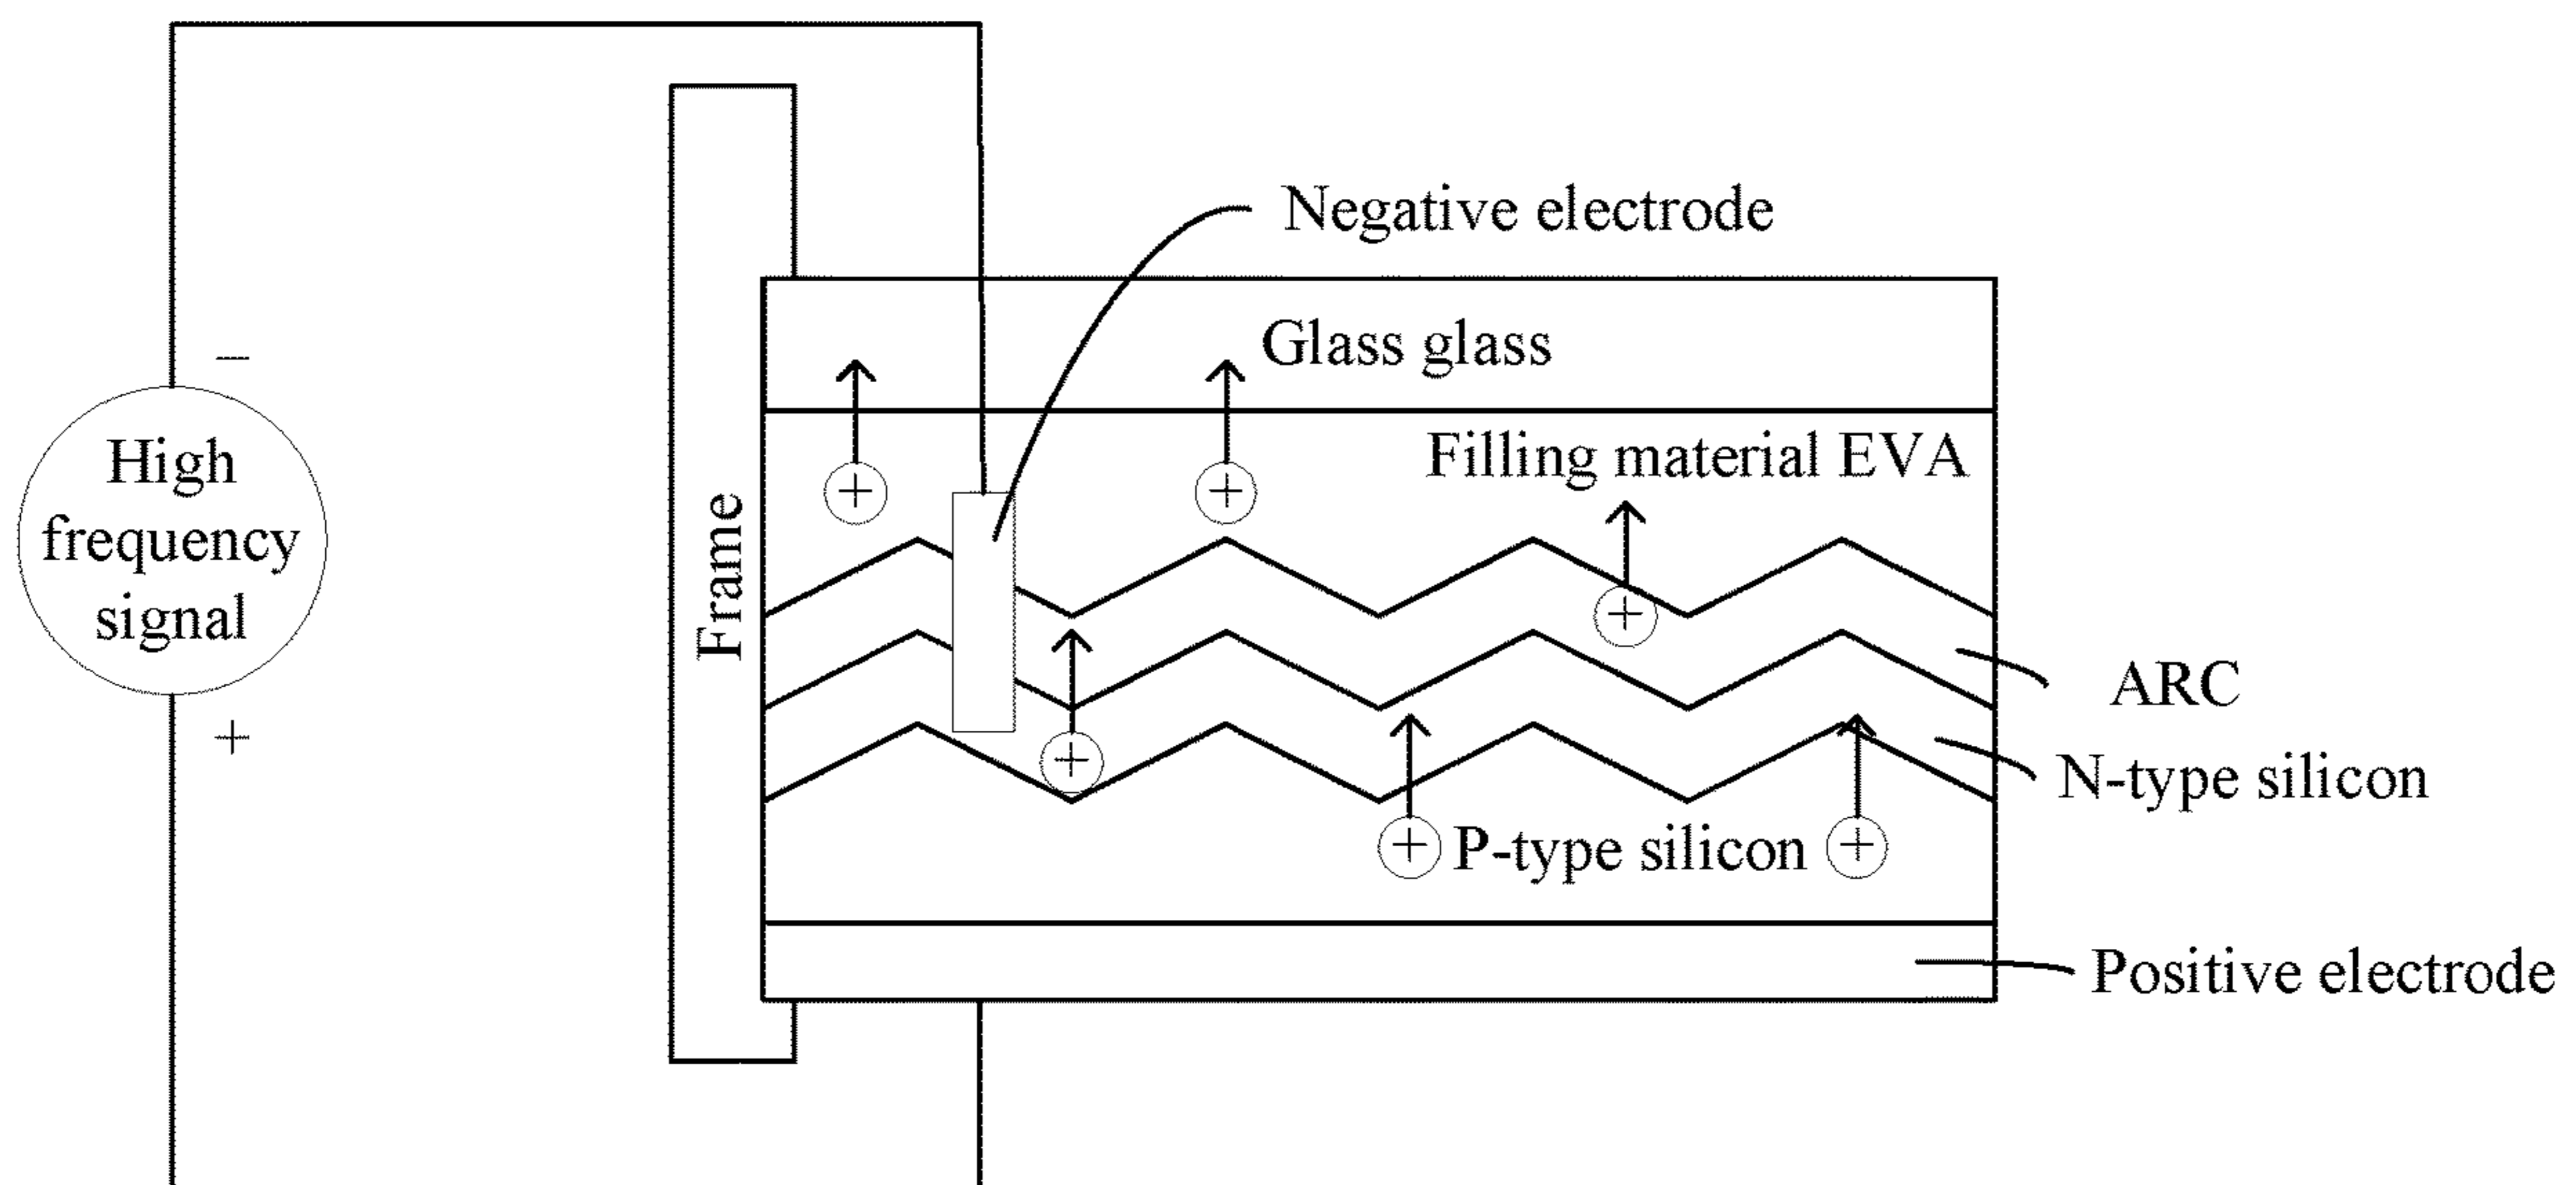 Negative electrode
Glass glass
—
High
frequency
signal
+
Frame
Filling material EVA
+
+
+
ARC
+
N-type silicon
+
P-type silicon
+
Positive electrode